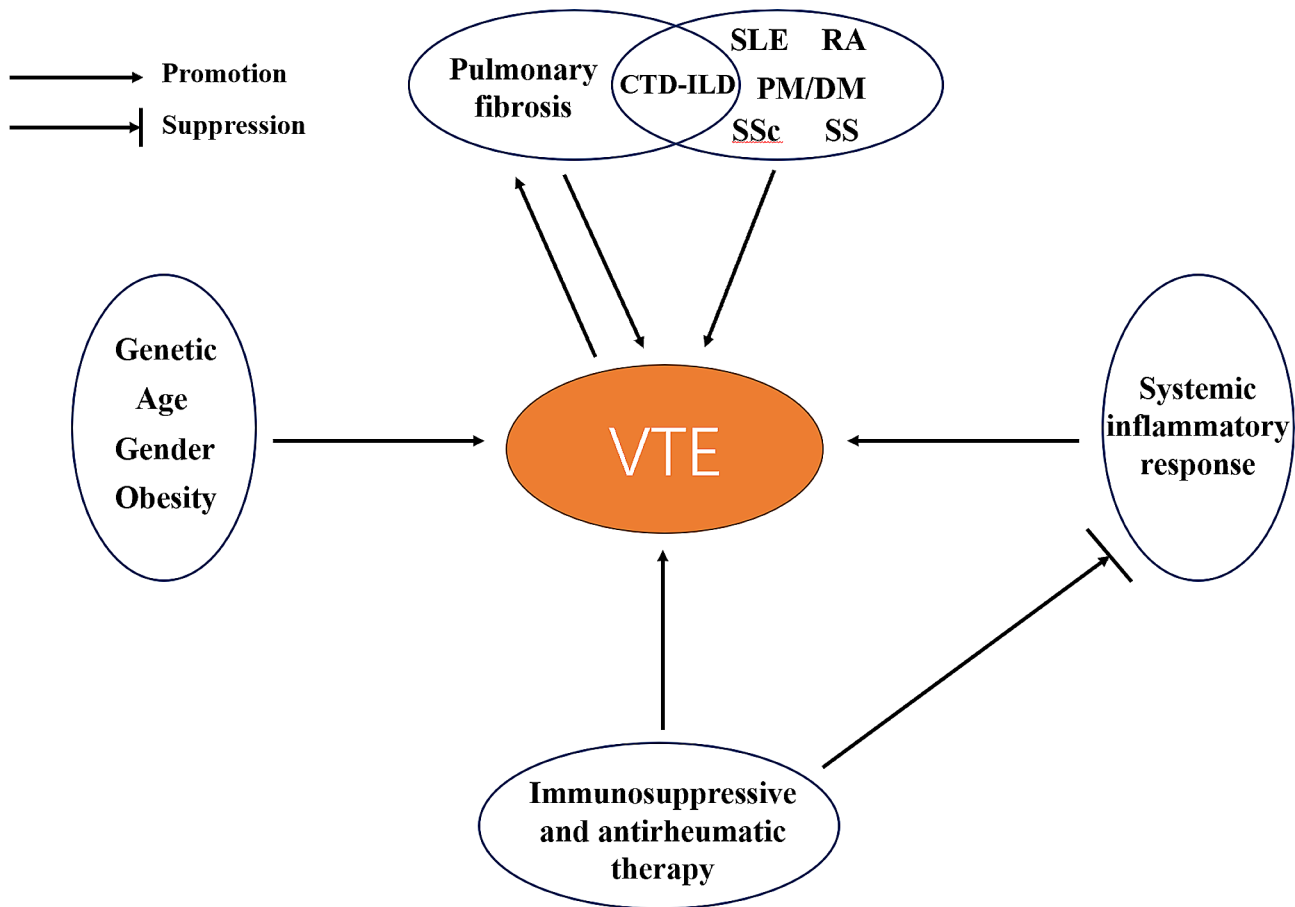 Promotion
Suppression
Pulmonary
fibrosis
CTD-ILD
SLE RA
PM/DM
SSc SS
Genetic
Age
Gender
Obesity
VTE
Systemic
inflammatory
response
Immunosuppressive
and antirheumatic
therapy